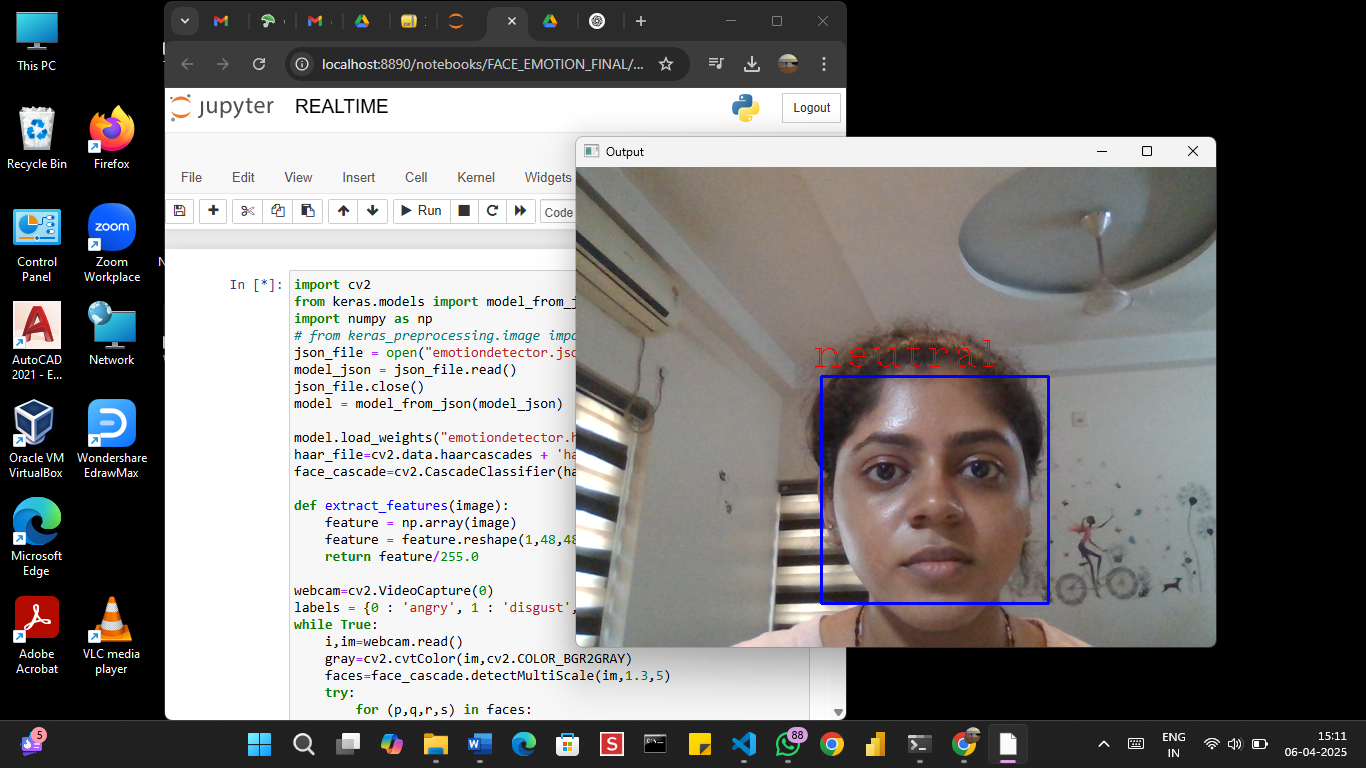 This PC
Recycle Bin
Firefox
Control
Panel
Zoom
Workplace
AutoCAD
2021 - E...
Network
Oracle VM
VirtualBox
Wondershare
EdrawMax
Microsoft
Edge
Adobe
Acrobat
VLC media
player
zoom
localhost:8890/notebooks/FACE_EMOTION_FINAL/...
jupyter REALTIME
Logout
File Edit View Insert Cell Kernel Widgets
Run Code
In [*]:
import cv2
from keras.models import model_from_j
import numpy as np
# from keras_preprocessing.image impo
json_file = open("emotiondetector.jso
model_json = json_file.read()
json_file.close()
model = model_from_json(model_json)
model.load_weights("emotiondetector.h
haar_file=cv2.data.haarcascades + 'ha
face_cascade=cv2.CascadeClassifier(ha
def extract_features(image):
feature = np.array(image)
feature = feature.reshape(1,48,48
return feature/255.0
webcam=cv2.VideoCapture(0)
labels = {0 : 'angry', 1 : 'disgust',
while True:
i,im=webcam.read()
gray=cv2.cvtColor(im,cv2.COLOR_BGR2GRAY)
faces=face_cascade.detectMultiScale(im,1.3,5)
try:
for (p,q,r,s) in faces:
Output
neutral
5
88
ENG
IN
15:11
06-04-2025